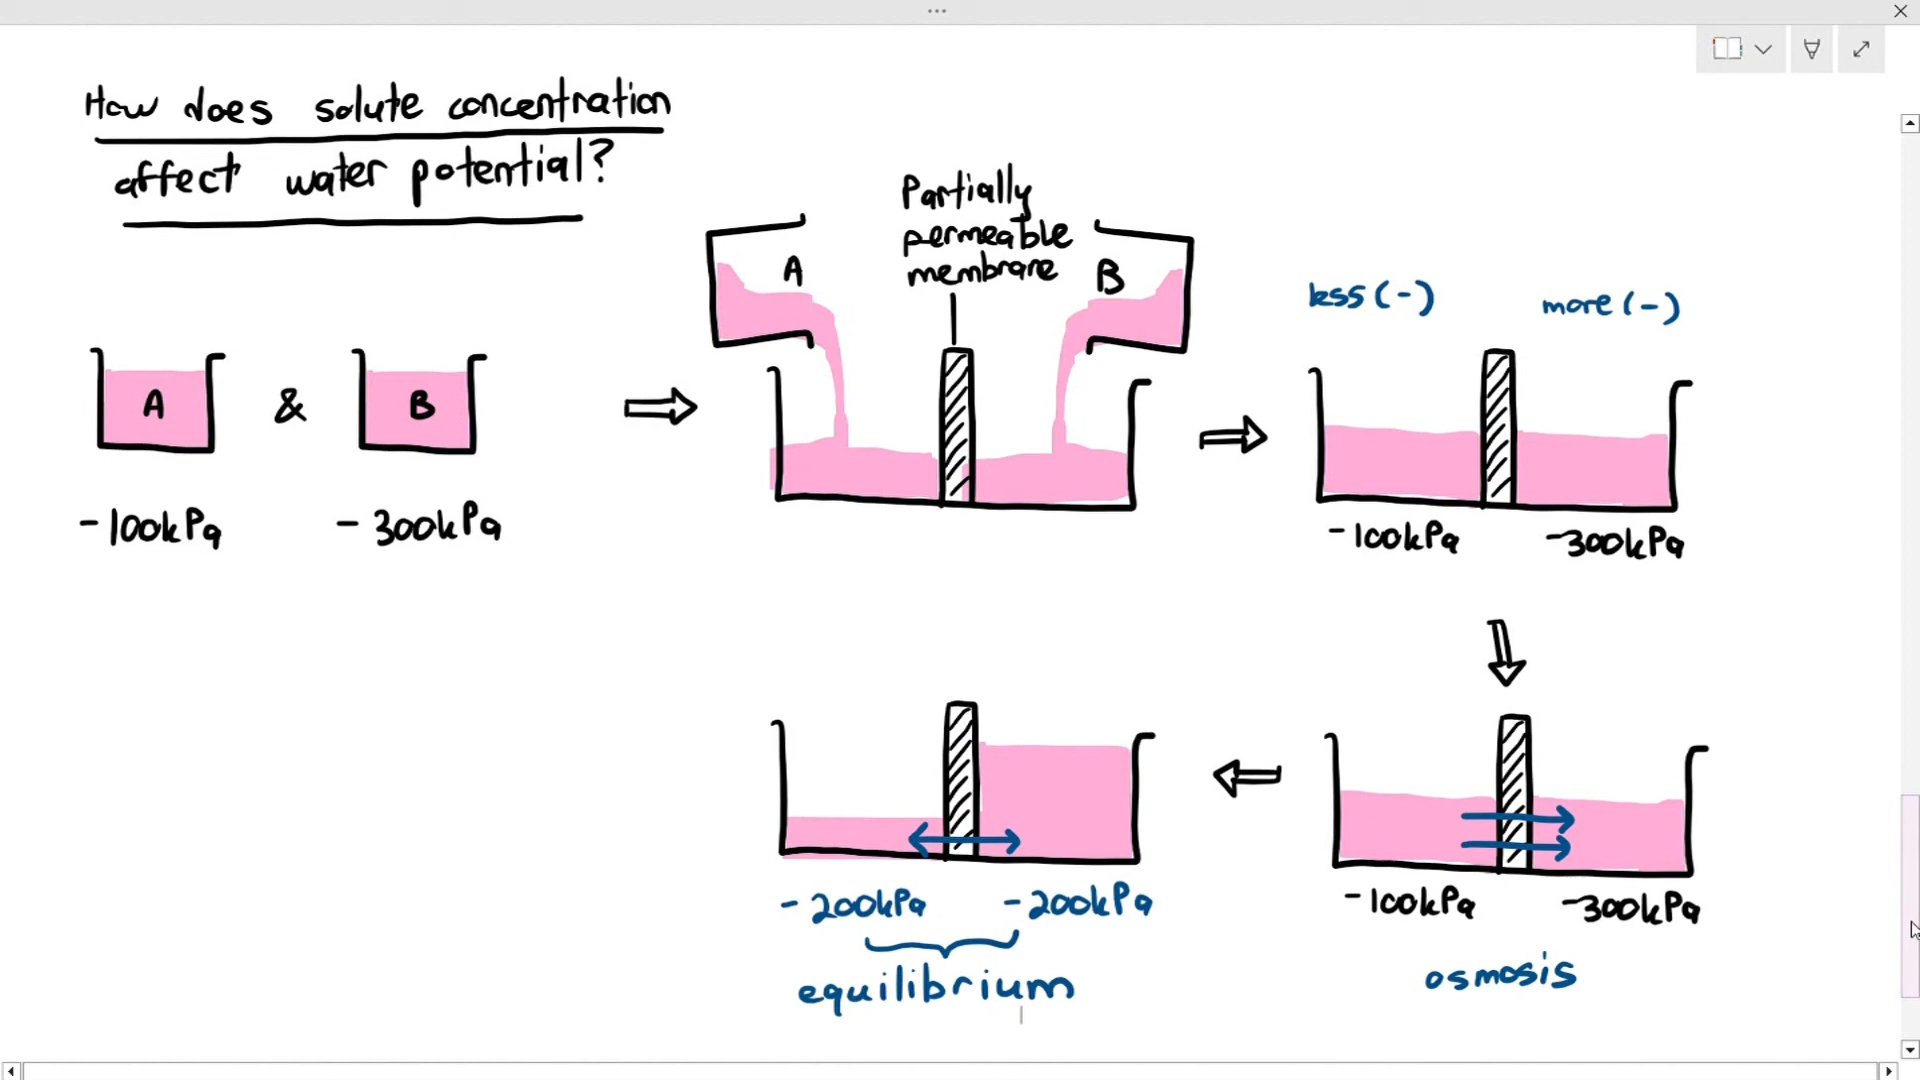 How does solute concentration
affect water potential?
Partially
permeable
membrane
A
B
A
&
B
-100kPa
-300kPa
less (-)
more (-)
-100kPa
-300kPa
-100kPa
-300kPa
osmosis
-200kPa
-200kPa
equilibrium